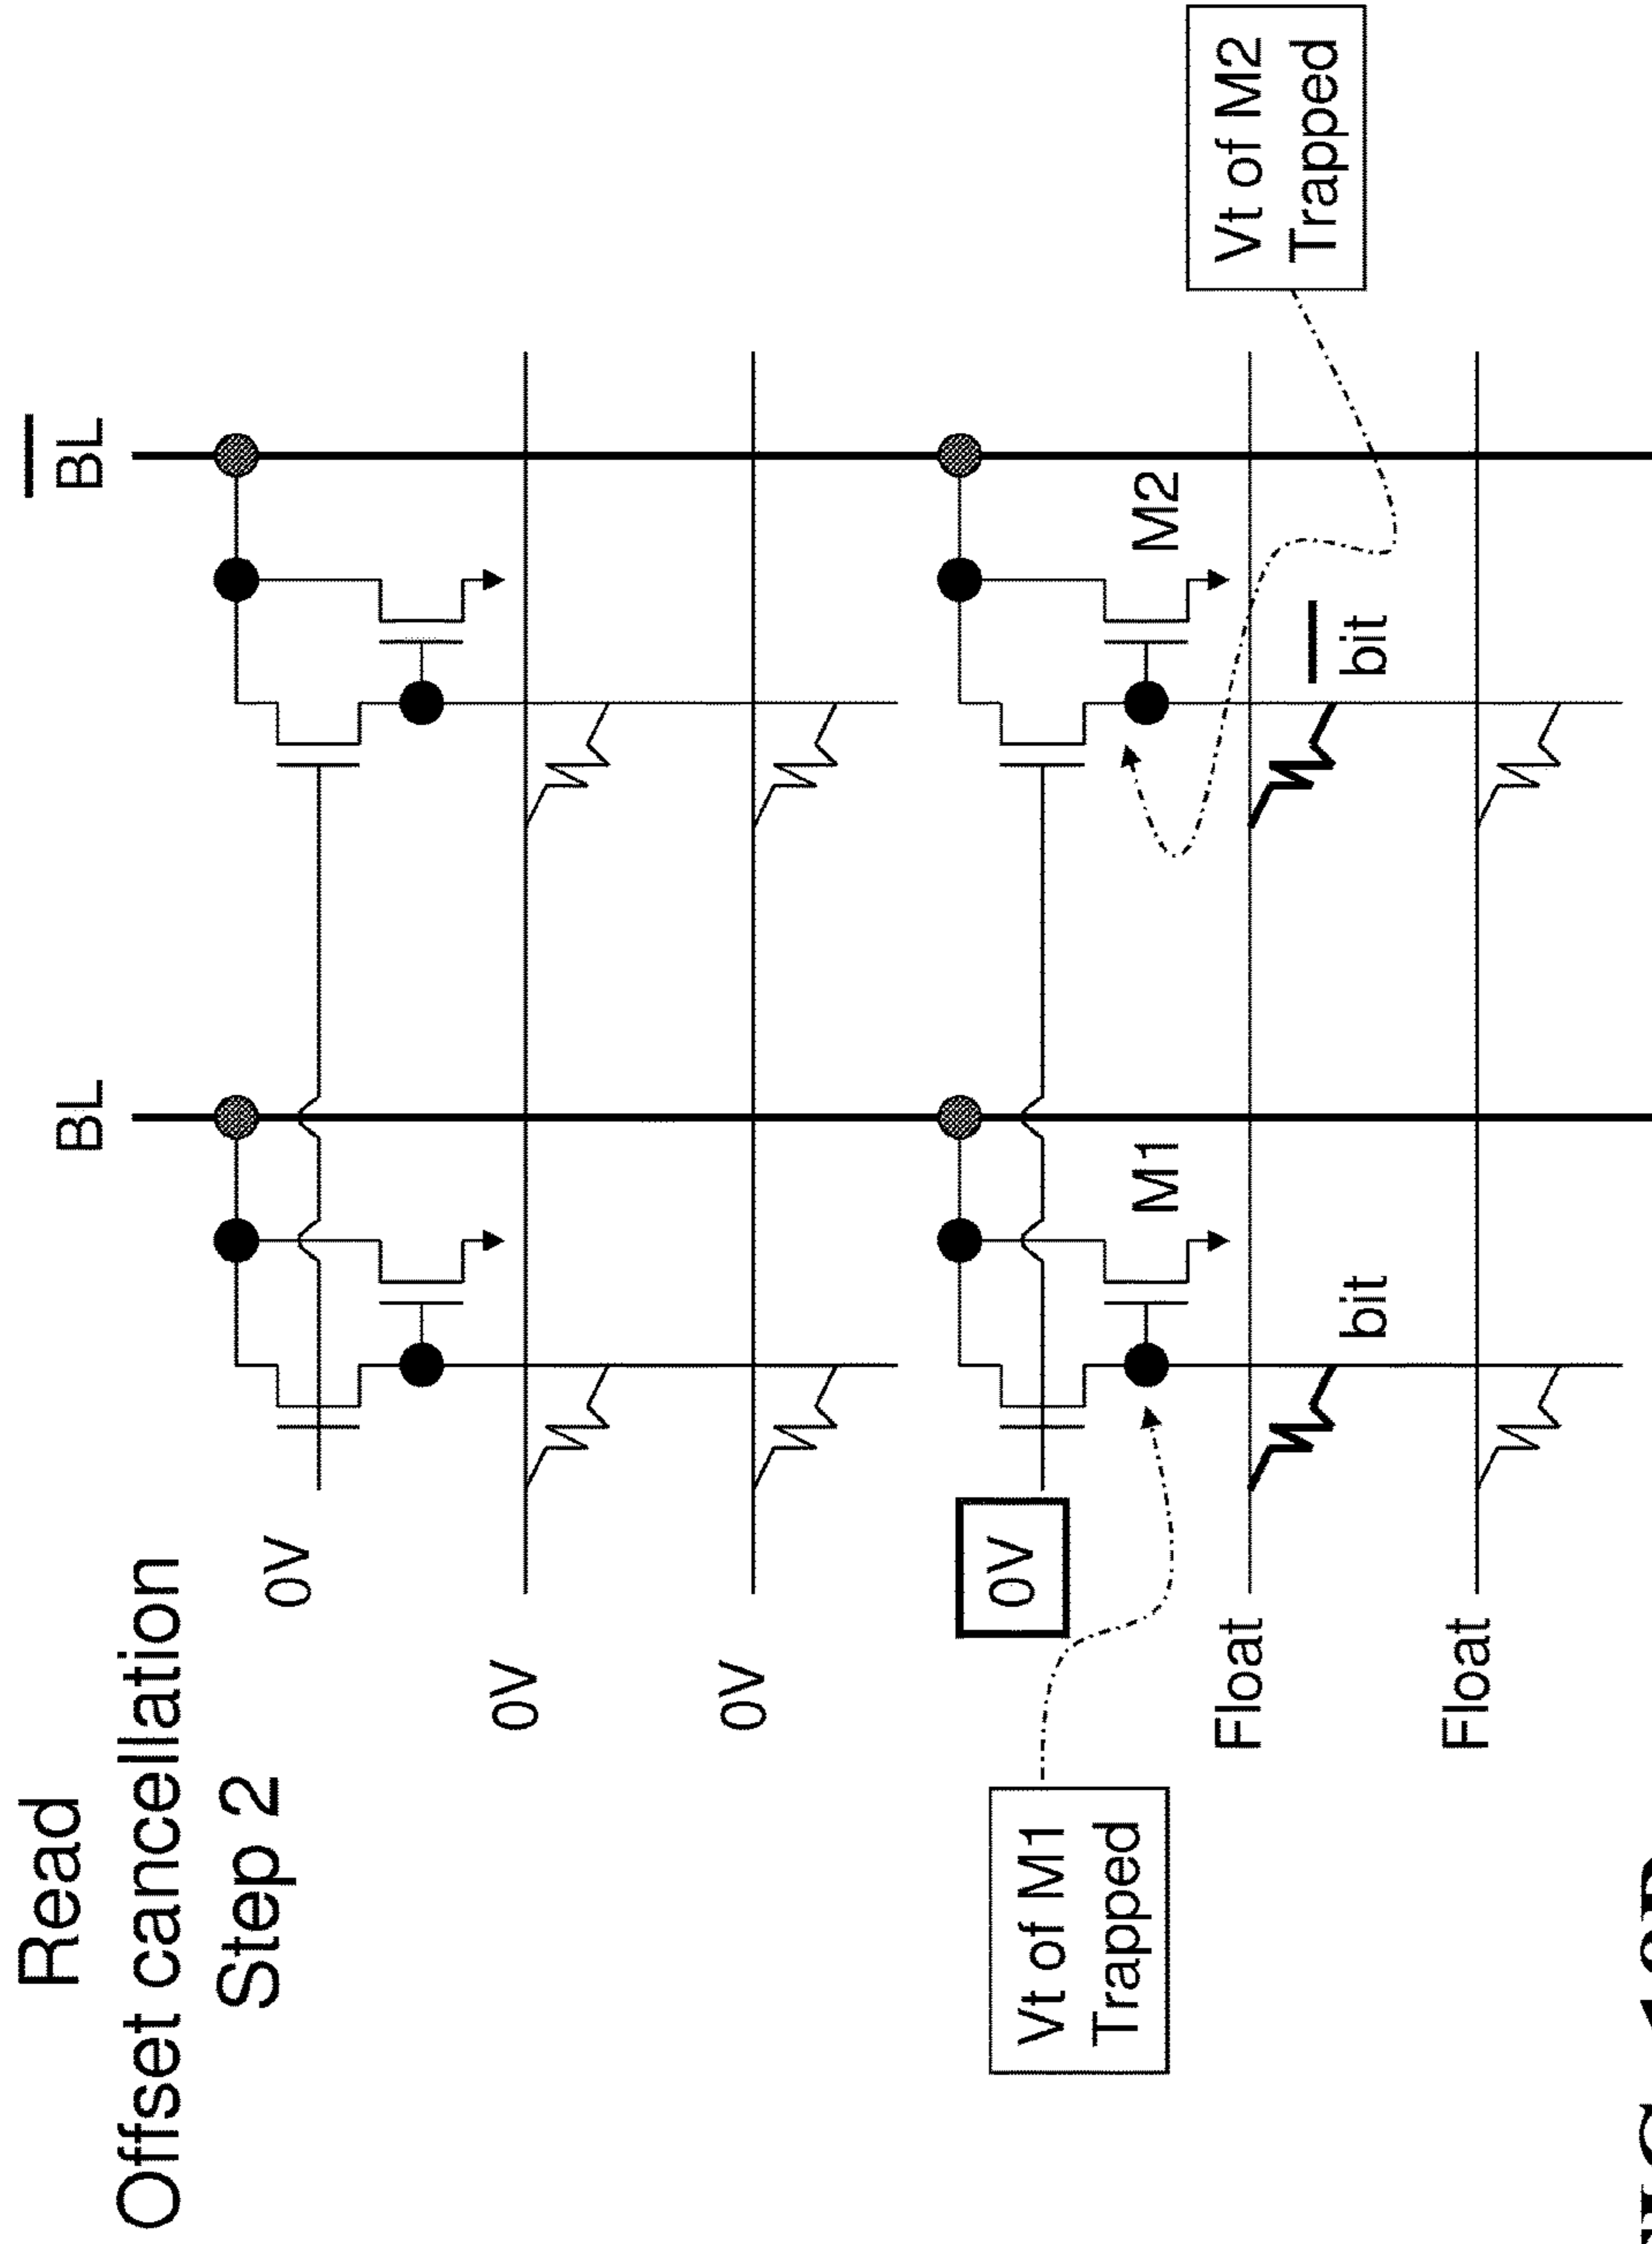 Read
Offset cancellation
Step 2
BL
BL
0V
0V
0V
0V
Vt of M1
Trapped
M1
M2
Float
bit
bit
Float
Vt of M2
Trapped